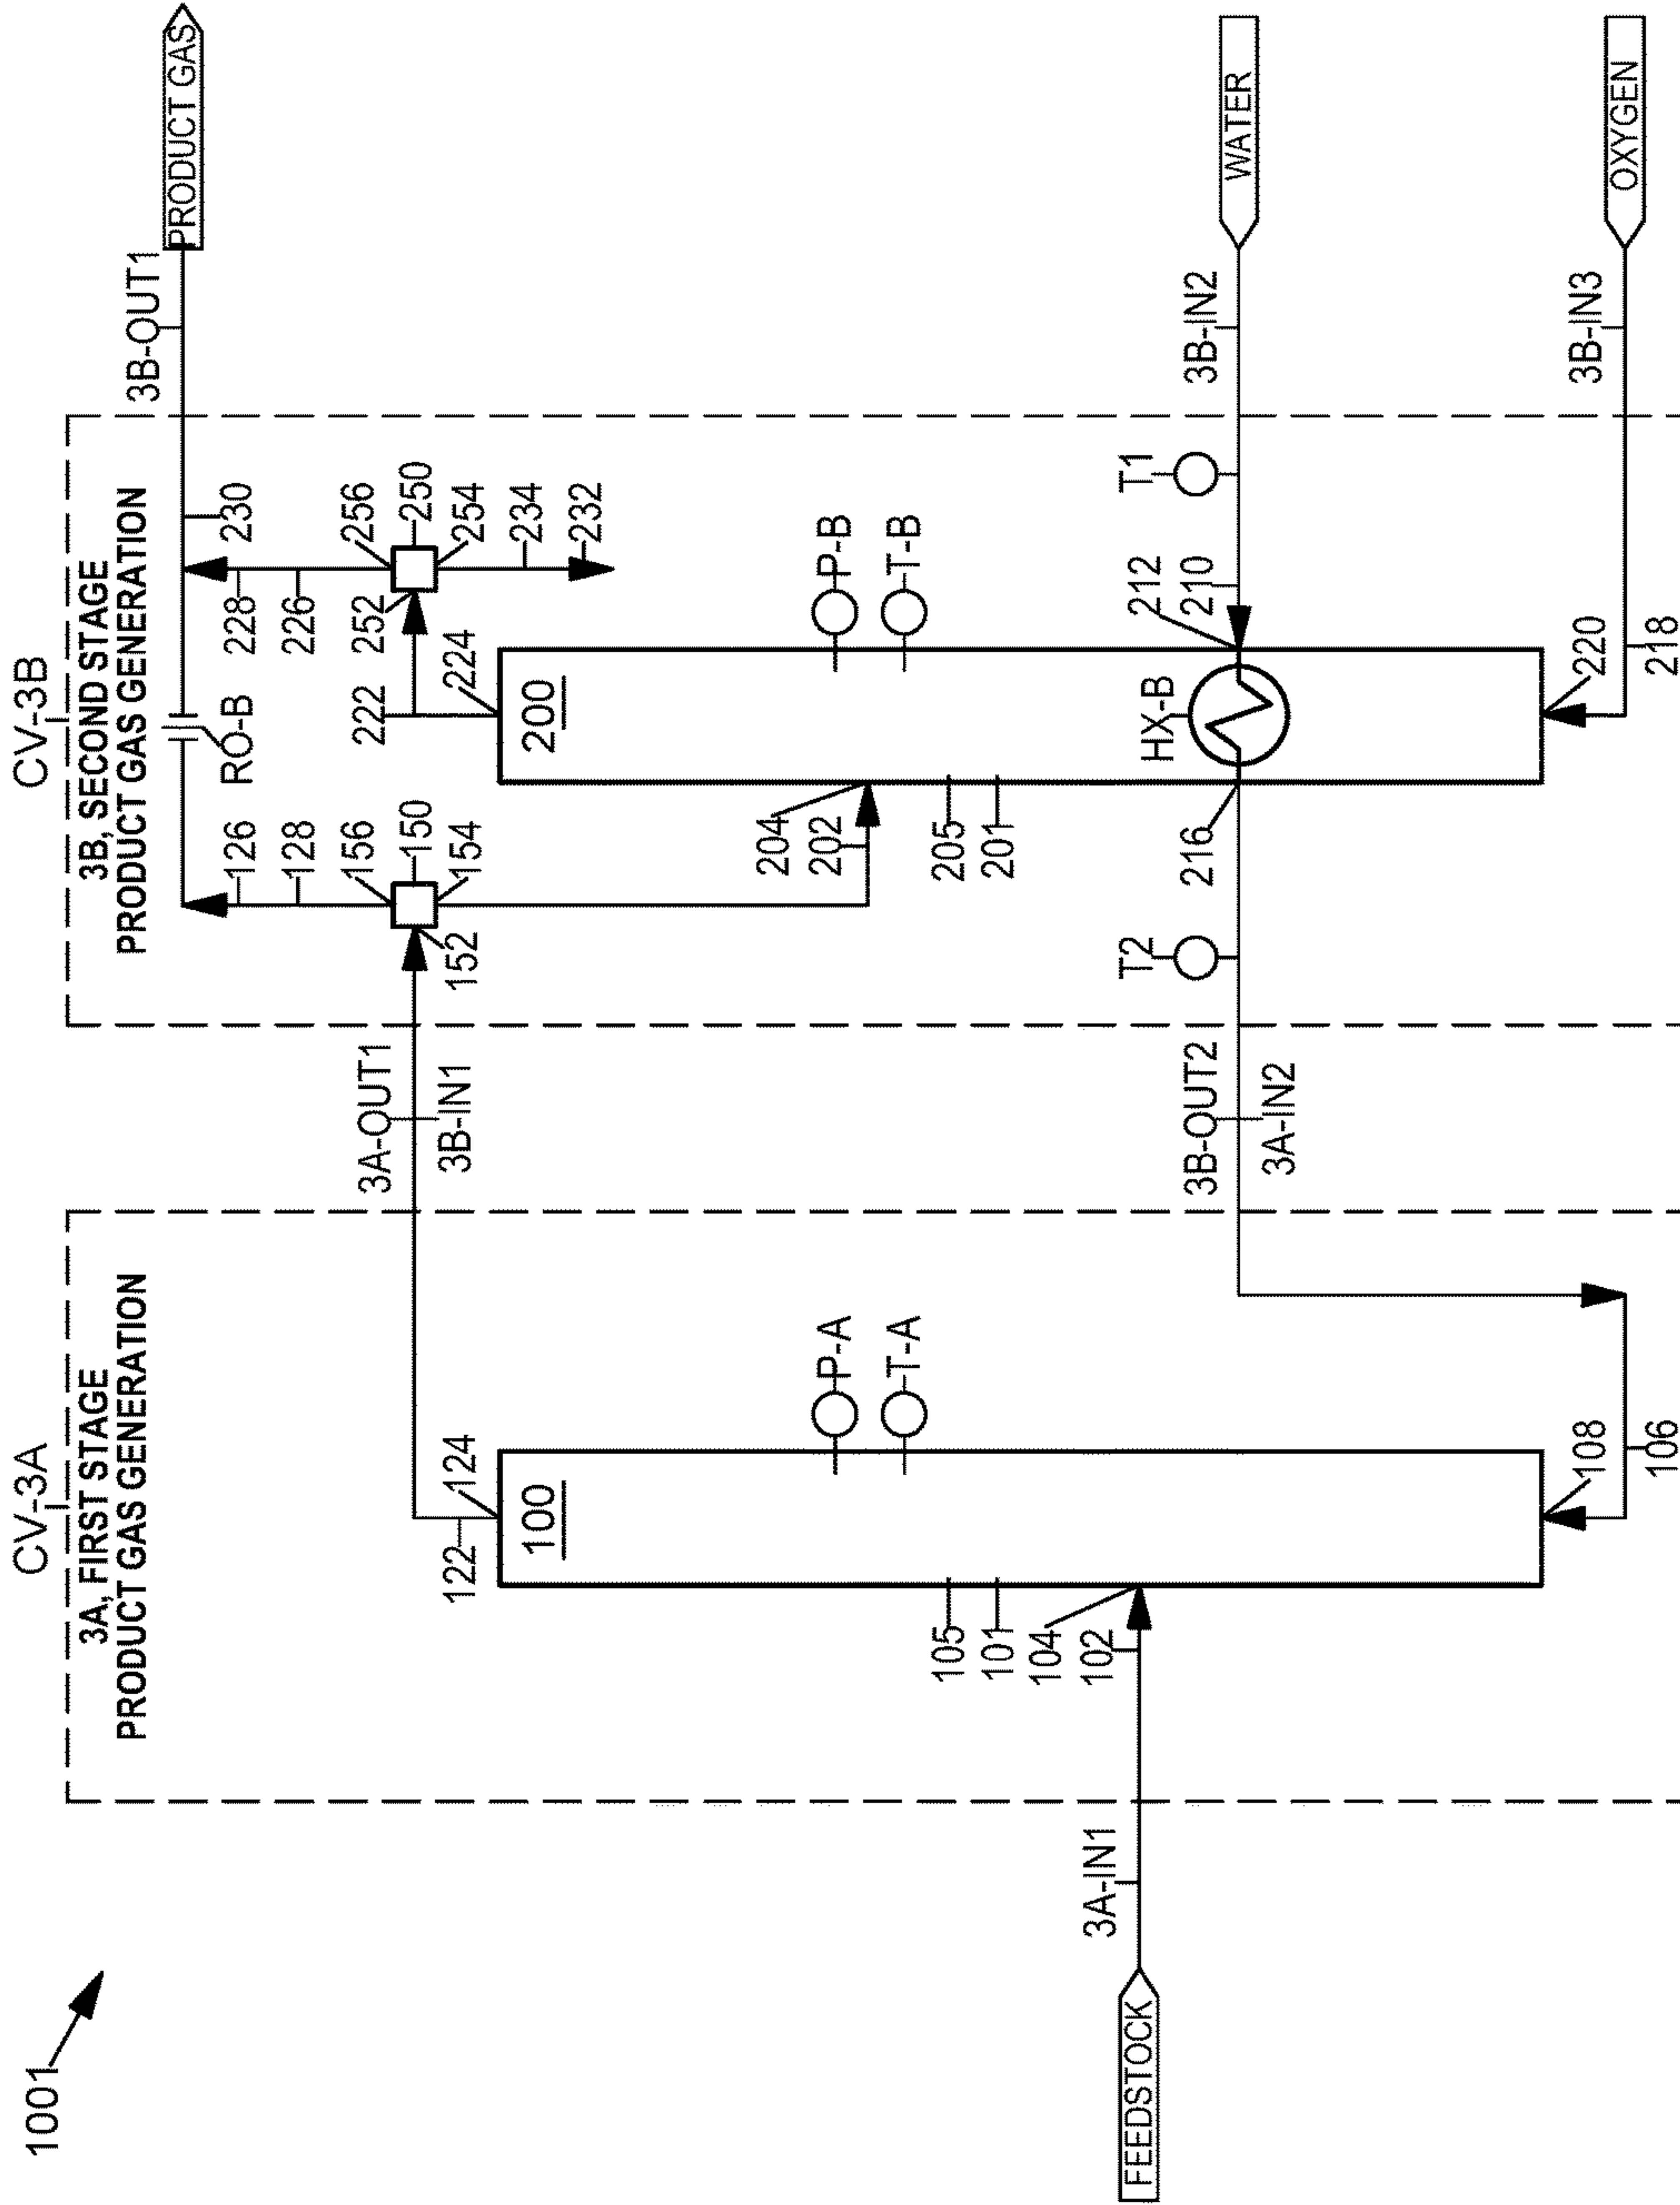 1001
CV-3A
3A, FIRST STAGE
PRODUCT GAS GENERATION
CV-3B
3B, SECOND STAGE
PRODUCT GAS GENERATION
3B-OUT1
PRODUCT GAS
230
RO-B
126
128
156
150
154
152
228
226
256
250
254
252
234
232
222
224
3A-OUT1
3B-IN1
122
124
100
200
P-A
T-A
P-B
T-B
105
101
104
102
204
202
205
201
3A-IN1
FEEDSTOCK
HX-B
212
210
216
T1
T2
3B-IN2
WATER
3B-OUT2
3A-IN2
108
106
220
218
3B-IN3
OXYGEN